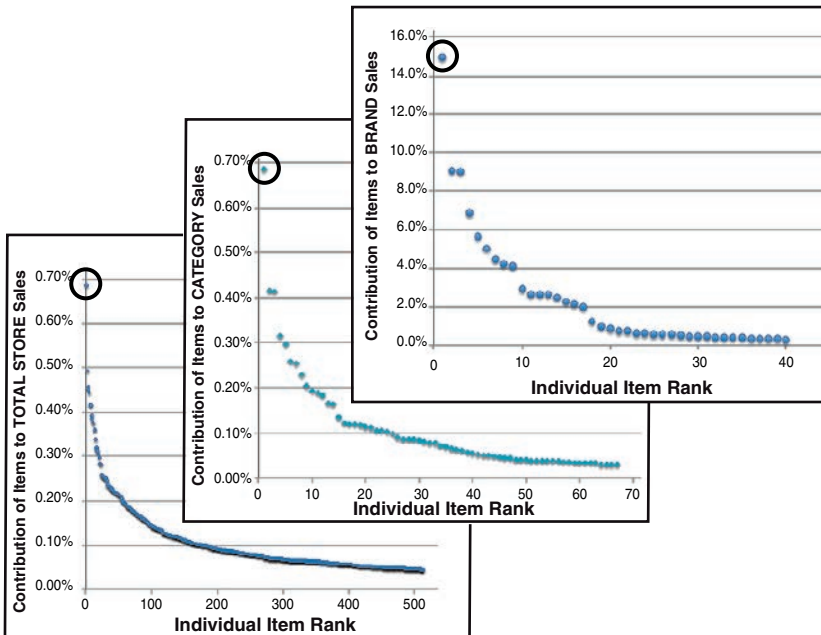 16.0%
14.0%
12.0%
10.0%
8.0%
6.0%
4.0%
2.0%
0.0%
Contribution of Items to BRAND Sales
0 10 20 30 40
Individual Item Rank
0.70%
0.60%
0.50%
0.40%
0.30%
0.20%
0.10%
0.00%
Contribution of Items to CATEGORY Sales
0 10 20 30 40 50 60 70
Individual Item Rank
0.70%
0.60%
0.50%
0.40%
0.30%
0.20%
0.10%
0.00%
Contribution of Items to TOTAL STORE Sales
0 100 200 300 400 500
Individual Item Rank